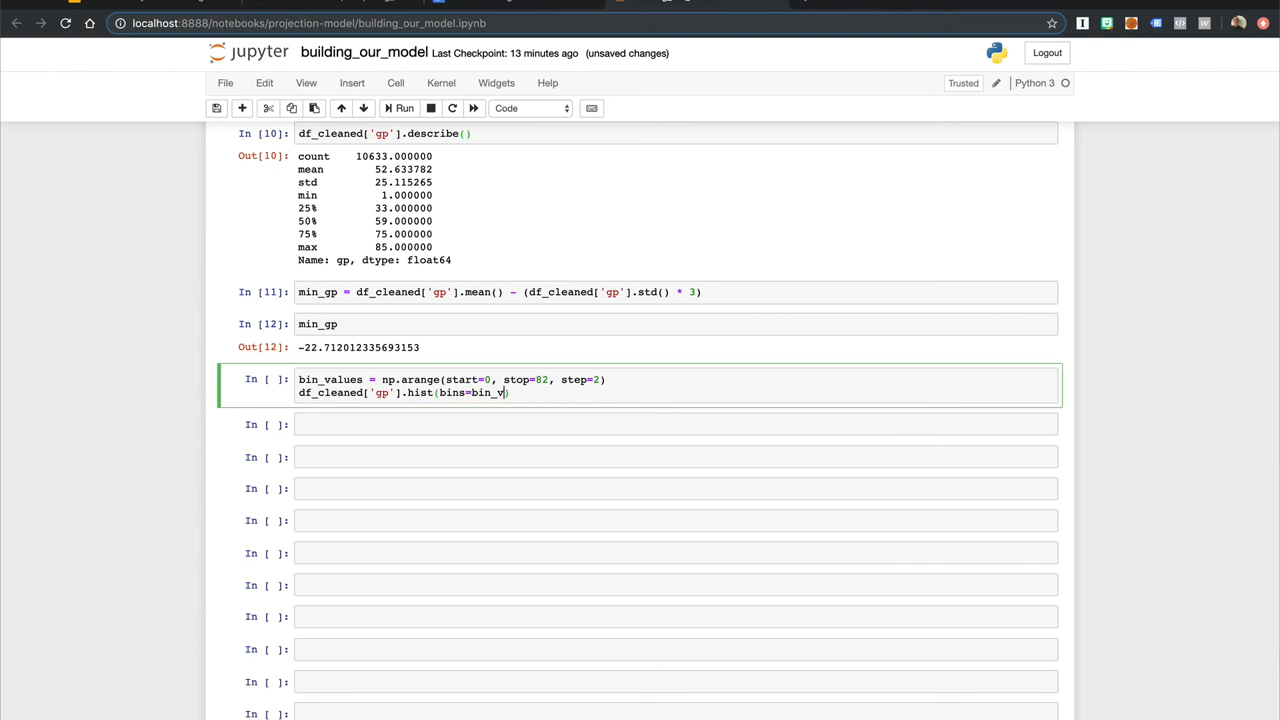 localhost:8888/notebooks/projection-model/building_our_model.ipynb
jupyter building_our_model Last Checkpoint: 13 minutes ago (unsaved changes)
Logout
File Edit View Insert Cell Kernel Widgets Help
Trusted Python 3
Run Code
In [10]: df_cleaned['gp'].describe()
Out[10]: count 10633.000000
mean 52.633782
std 25.115265
min 1.000000
25% 33.000000
50% 59.000000
75% 75.000000
max 85.000000
Name: gp, dtype: float64
In [11]: min_gp = df_cleaned['gp'].mean() - (df_cleaned['gp'].std() * 3)
In [12]: min_gp
Out[12]: -22.712012335693153
In [ ]: bin_values = np.arange(start=0, stop=82, step=2)
df_cleaned['gp'].hist(bins=bin_v)
In [ ]:
In [ ]:
In [ ]:
In [ ]:
In [ ]:
In [ ]:
In [ ]:
In [ ]:
In [ ]:
In [ ]: